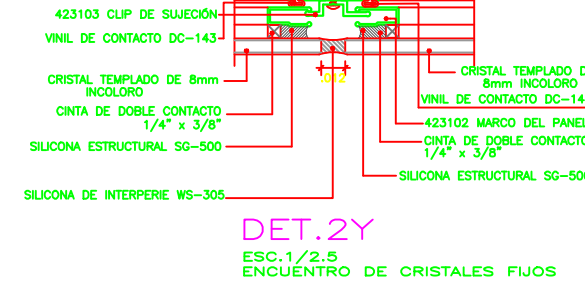 423103 CLIP DE SUJECIÓN
VINIL DE CONTACTO DC-143
CRISTAL TEMPLADO DE 8mm
INCOLORO
CINTA DE DOBLE CONTACTO
1/4" x 3/8"
SILICONA ESTRUCTURAL SG-500
SILICONA DE INTERPERIE WS-305
.012
CRISTAL TEMPLADO D
8mm INCOLORO
VINIL DE CONTACTO DC-14
423102 MARCO DEL PANEL
CINTA DE DOBLE CONTACTO
1/4" x 3/8"
SILICONA ESTRUCTURAL SG-50
DET.2Y
ESC.1/2.5
ENCUENTRO DE CRISTALES FIJOS